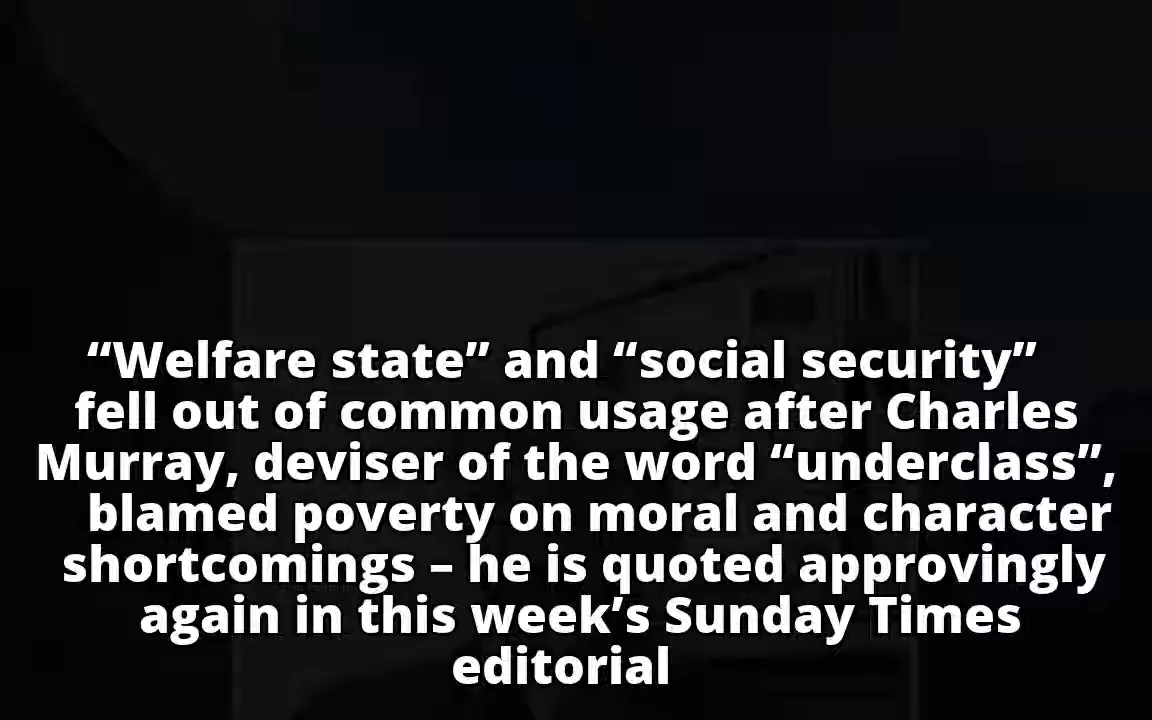 “Welfare state” and “social security”
fell out of common usage after Charles
Murray, deviser of the word “underclass”,
blamed poverty on moral and character
shortcomings – he is quoted approvingly
again in this week’s Sunday Times
editorial